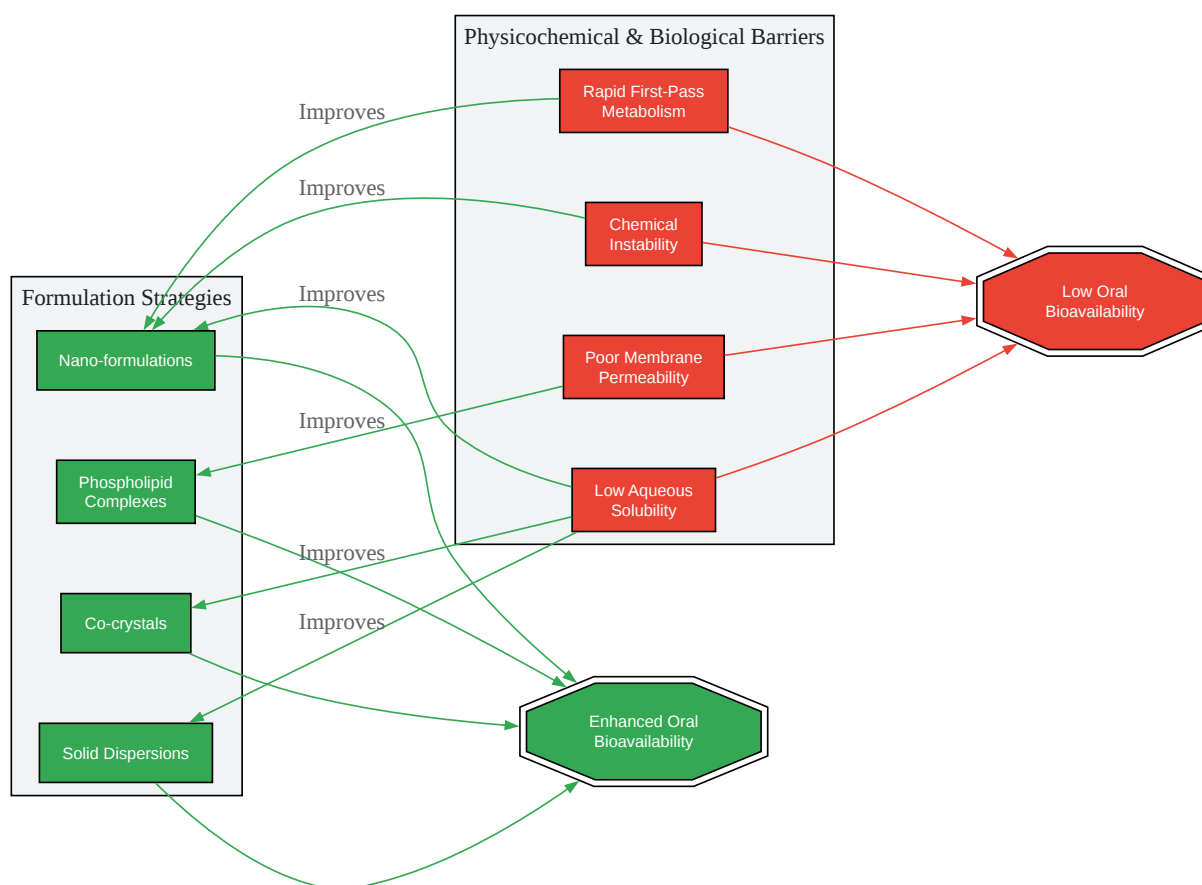 Physicochemical & Biological Barriers
Rapid First-Pass
Metabolism
Improves
Improves
Chemical
Instability
Formulation Strategies
Improves
Low Oral
Bioavailability
Nano-formulations
Poor Membrane
Permeability
Improves
Phospholipid
Complexes
Low Aqueous
Solubility
Improves
Co-crystals
Improves
Enhanced Oral
Bioavailability
Solid Dispersions